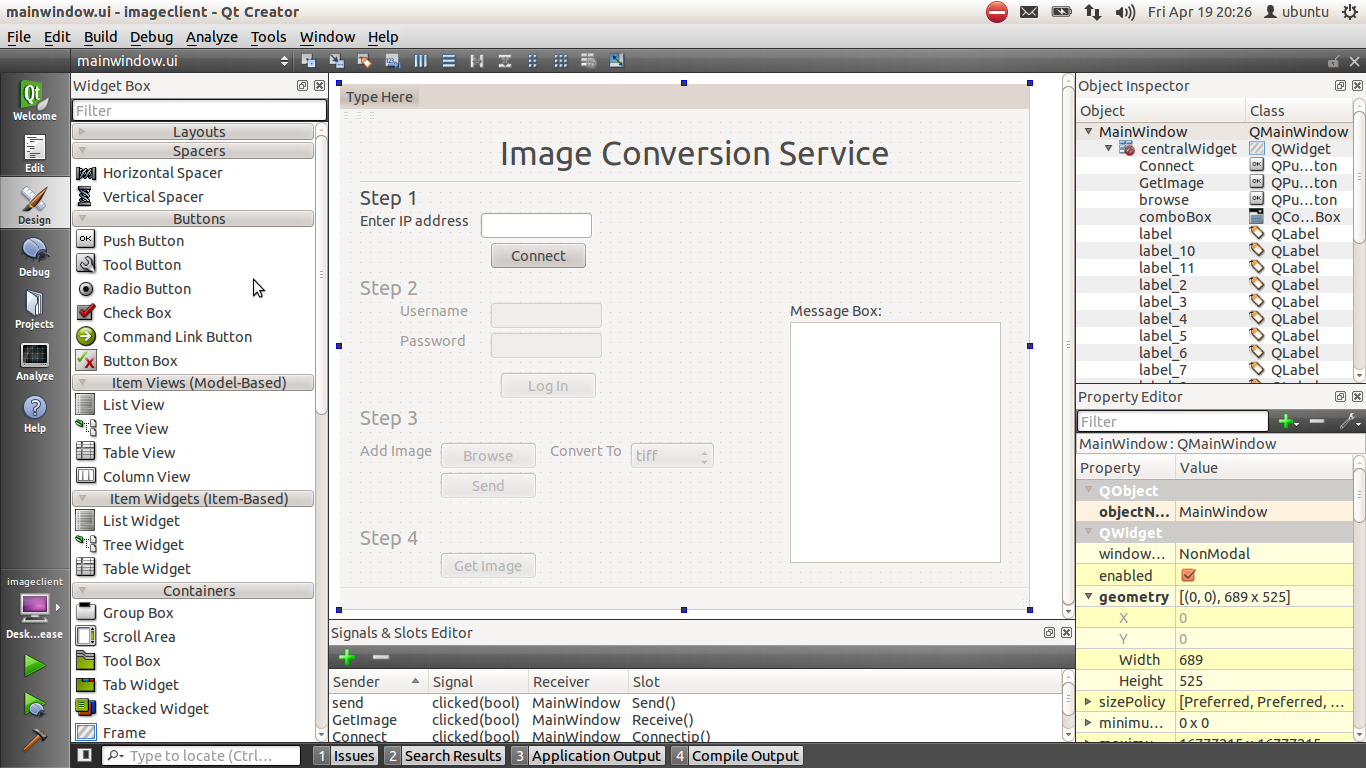 mainwindow.ui - imageclient - Qt Creator
Fri Apr 19 20:26 ubuntu
File Edit Build Debug Analyze Tools Window Help
mainwindow.ui
Welcome
Edit
Design
Debug
Projects
Analyze
Help
imageclient
Desk...ease
Widget Box
Filter
Layouts
Spacers
Horizontal Spacer
Vertical Spacer
Buttons
Push Button
Tool Button
Radio Button
Check Box
Command Link Button
Button Box
Item Views (Model-Based)
List View
Tree View
Table View
Column View
Item Widgets (Item-Based)
List Widget
Tree Widget
Table Widget
Containers
Group Box
Scroll Area
Tool Box
Tab Widget
Stacked Widget
Frame
Type Here
Image Conversion Service
Step 1
Enter IP address
Connect
Step 2
Username
Password
Log In
Step 3
Add Image Browse Convert To tiff
Send
Step 4
Get Image
Message Box:
Signals & Slots Editor
Sender Signal Receiver Slot
send clicked(bool) MainWindow Send()
GetImage clicked(bool) MainWindow Receive()
Connect clicked(bool) MainWindow Connectip()
Object Inspector
Object Class
MainWindow QMainWindow
centralWidget QWidget
Connect QPu...ton
GetImage QPu...ton
browse QPu...ton
comboBox QCo...Box
label QLabel
label_10 QLabel
label_11 QLabel
label_2 QLabel
label_3 QLabel
label_4 QLabel
label_5 QLabel
label_6 QLabel
label_7 QLabel
Property Editor
Filter
MainWindow : QMainWindow
Property Value
QObject
objectN... MainWindow
QWidget
window... NonModal
enabled
geometry [(0, 0), 689 x 525]
X 0
Y 0
Width 689
Height 525
sizePolicy [Preferred, Preferred, ...
minimu... 0 x 0
Type to locate (Ctrl...
1 Issues 2 Search Results 3 Application Output 4 Compile Output